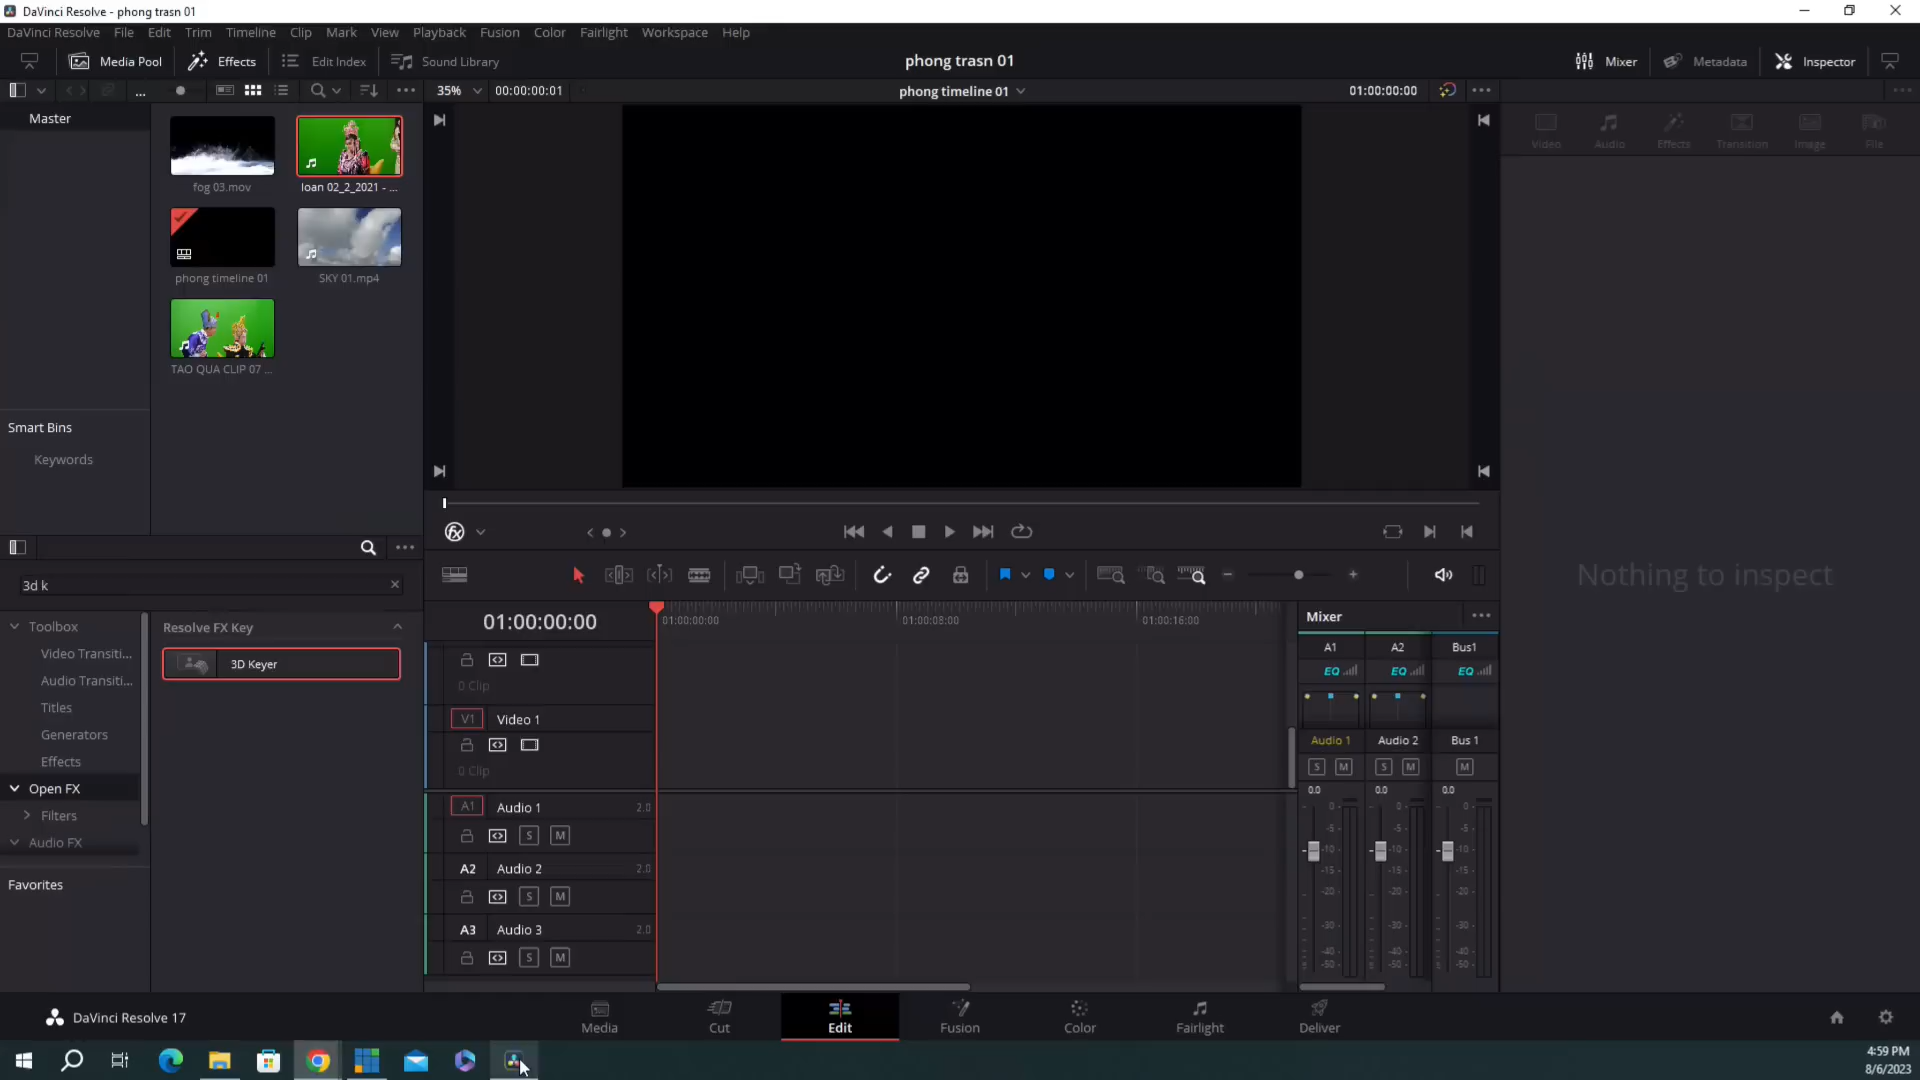 DaVinci Resolve - phong trasn 01
DaVinci Resolve File Edit Trim Timeline Clip Mark View Playback Fusion Color Fairlight Workspace Help
Media Pool Effects Edit Index Sound Library phong trasn 01 Mixer Metadata Inspector
35% 00:00:00:01 phong timeline 01 01:00:00:00
Master
Video Audio Effects Transition Image File
fog 03.mov loan 02_2_2021 - ...
phong timeline 01 SKY 01.mp4
TAO QUA CLIP 07 ...
Smart Bins
Keywords
Nothing to inspect
3d k
Toolbox
Video Transiti...
Audio Transiti...
Titles
Generators
Effects
Open FX
Filters
Audio FX
Favorites
Resolve FX Key
3D Keyer
01:00:00:00
01:00:00:00 01:00:08:00 01:00:16:00
0 Clip
V1 Video 1
0 Clip
A1 Audio 1 2.0
S M
A2 Audio 2 2.0
S M
A3 Audio 3 2.0
S M
Mixer
A1 A2 Bus1
EQ EQ EQ
Audio 1 Audio 2 Bus 1
S M S M M
0.0 0.0 0.0
0 0 0
-5 -5 -5
-10 -10 -10
-15 -15 -15
-20 -20 -20
-30 -30 -30
-40 -40 -40
-50 -50 -50
DaVinci Resolve 17
Media Cut Edit Fusion Color Fairlight Deliver
4:59 PM
8/6/2023